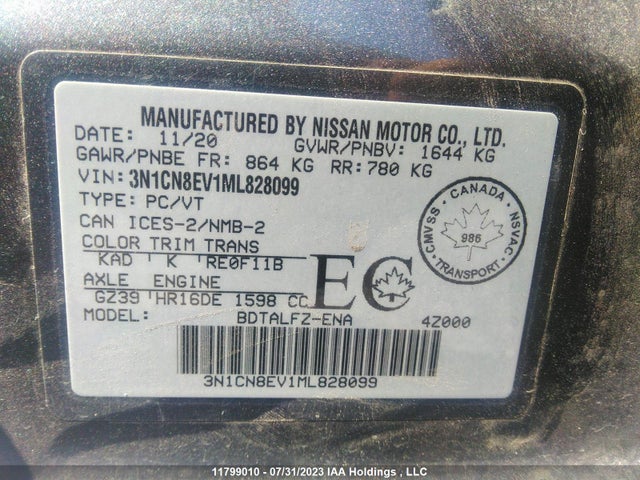 MANUFACTURED BY NISSAN MOTOR CO., LTD.
DATE: 11/20 GVWR/PNBV: 1644 KG
GAWR/PNBE FR: 864 KG RR: 780 KG
VIN: 3N1CN8EV1ML828099
TYPE: PC/VT
CAN ICES-2/NMB-2
COLOR TRIM TRANS
KAD K RE0F11B
AXLE ENGINE
GZ39 HR16DE 1598 CC
MODEL: BDTALFZ-ENA 4Z000
EC
CMVSS CANADA NSVAC
986
TRANSPORT
3N1CN8EV1ML828099
11799010 07/31/2023 IAA Holdings , LLC